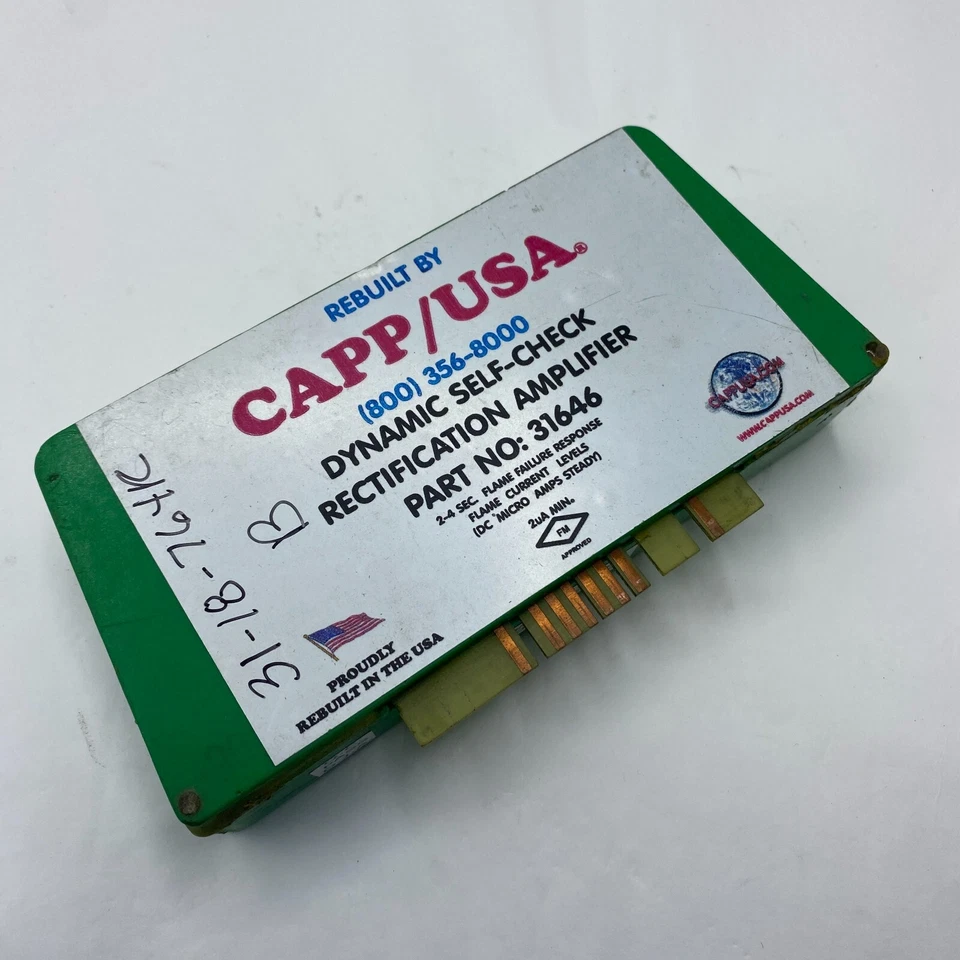 REBUILT BY
CAPP/USA®
(800) 356-8000
DYNAMIC SELF-CHECK
RECTIFICATION AMPLIFIER
PART NO: 31646
2-4 SEC. FLAME FAILURE RESPONSE
FLAME CURRENT LEVELS
(DC MICRO AMPS STEADY)
2uA MIN.
FM
APPROVED
CAPPUSA.COM
WWW.CAPPUSA.COM
PROUDLY
REBUILT IN THE USA
B
31-18-764K